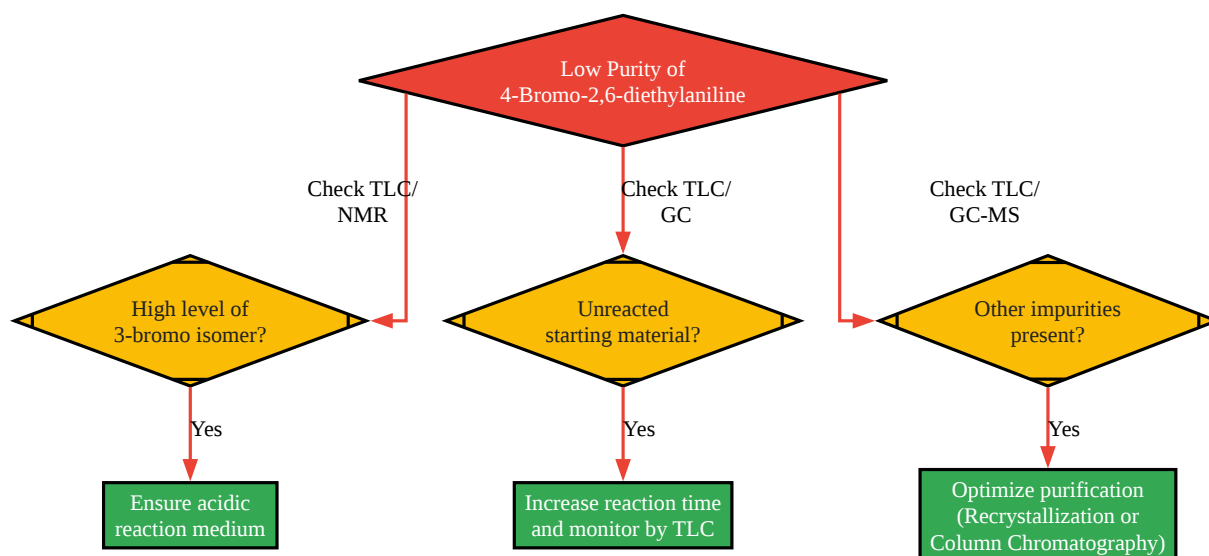 Low Purity of
4-Bromo-2,6-diethylaniline
Check TLC/
NMR
Check TLC/
GC
Check TLC/
GC-MS
High level of
3-bromo isomer?
Unreacted
starting material?
Other impurities
present?
Yes
Yes
Yes
Ensure acidic
reaction medium
Increase reaction time
and monitor by TLC
Optimize purification
(Recrystallization or
Column Chromatography)